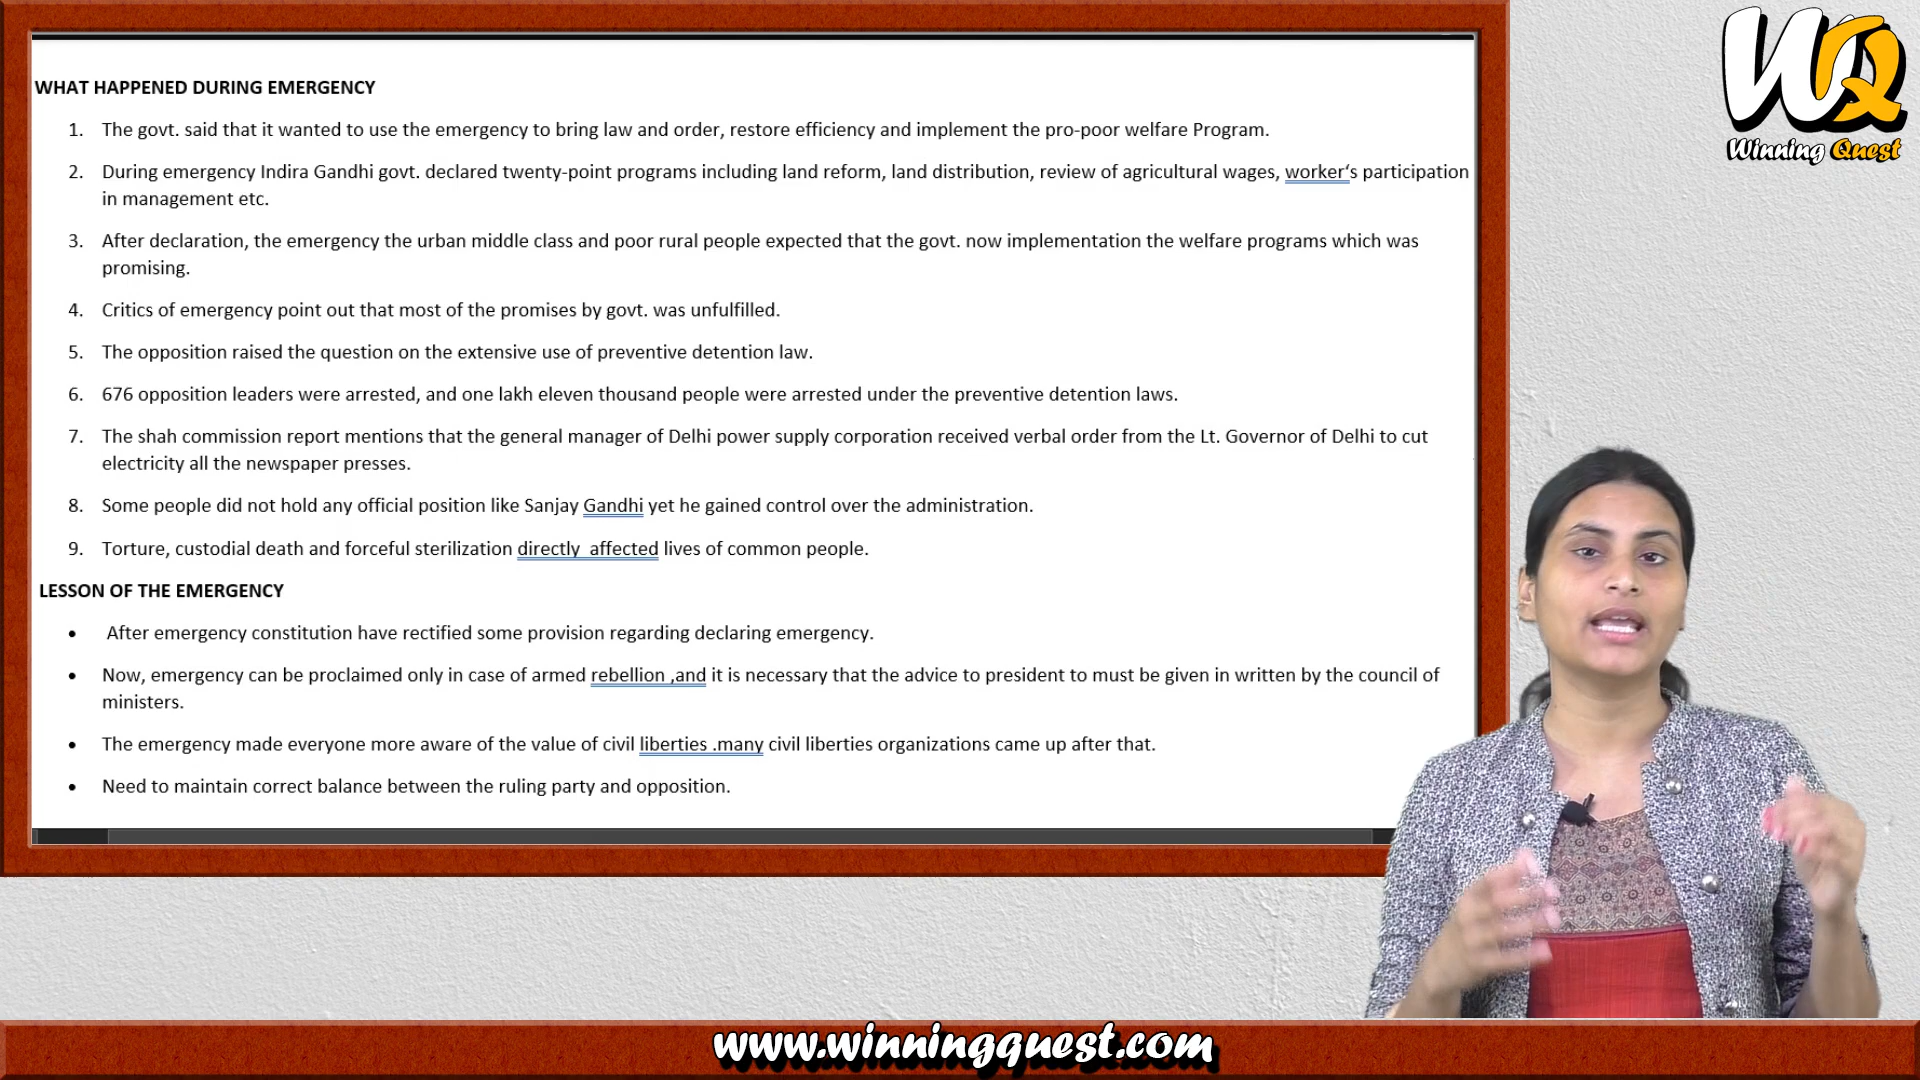 WHAT HAPPENED DURING EMERGENCY
1. The govt. said that it wanted to use the emergency to bring law and order, restore efficiency and implement the pro-poor welfare Program.
2. During emergency Indira Gandhi govt. declared twenty-point programs including land reform, land distribution, review of agricultural wages, worker‘s participation
in management etc.
3. After declaration, the emergency the urban middle class and poor rural people expected that the govt. now implementation the welfare programs which was
promising.
4. Critics of emergency point out that most of the promises by govt. was unfulfilled.
5. The opposition raised the question on the extensive use of preventive detention law.
6. 676 opposition leaders were arrested, and one lakh eleven thousand people were arrested under the preventive detention laws.
7. The shah commission report mentions that the general manager of Delhi power supply corporation received verbal order from the Lt. Governor of Delhi to cut
electricity all the newspaper presses.
8. Some people did not hold any official position like Sanjay Gandhi yet he gained control over the administration.
9. Torture, custodial death and forceful sterilization directly  affected lives of common people.
LESSON OF THE EMERGENCY
• After emergency constitution have rectified some provision regarding declaring emergency.
• Now, emergency can be proclaimed only in case of armed rebellion ,and it is necessary that the advice to president to must be given in written by the council of
ministers.
• The emergency made everyone more aware of the value of civil liberties .many civil liberties organizations came up after that.
• Need to maintain correct balance between the ruling party and opposition.
WQ
Winning Quest
www.winningquest.com